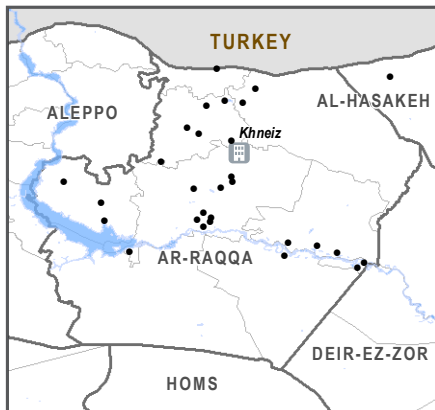 TURKEY
AL-HASAKEH
ALEPPO
Khneiz
AR-RAQQA
DEIR-EZ-ZOR
HOMS